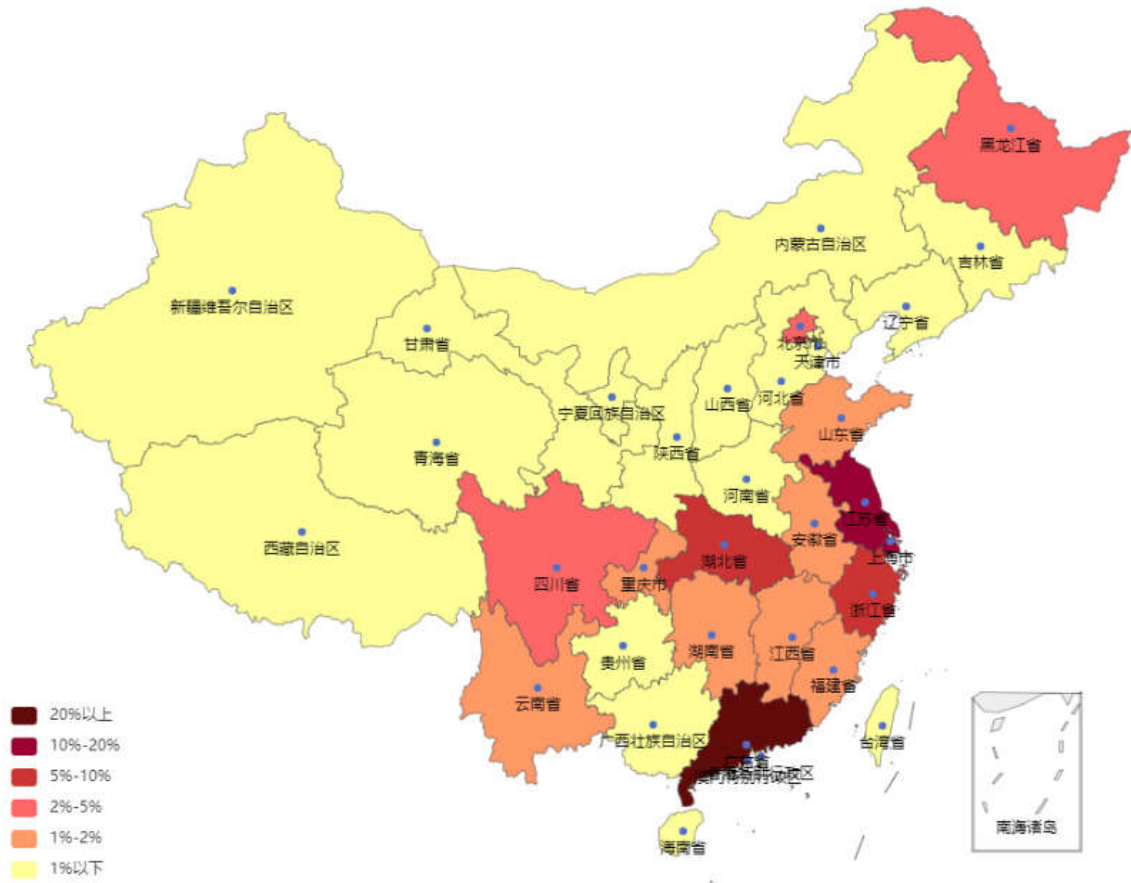 黑龙江省
内蒙古自治区
吉林省
新疆维吾尔自治区
辽宁省
甘肃省
北京市
天津市
宁夏回族自治区
山西省
河北省
山东省
青海省
陕西省
河南省
江苏省
西藏自治区
安徽省
上海市
湖北省
四川省
重庆市
浙江省
贵州省
湖南省
江西省
福建省
云南省
广西壮族自治区
台湾省
海南省
南海诸岛
20%以上
10%-20%
5%-10%
2%-5%
1%-2%
1%以下